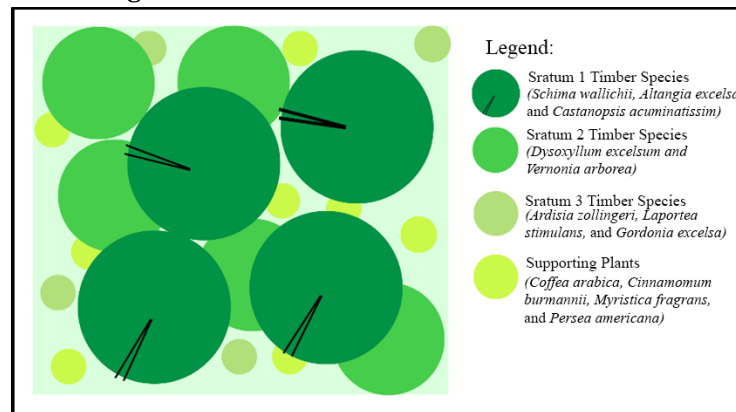 Legend:
Sratum 1 Timber Species
(Schima wallichii, Altangia excelsa
and Castanopsis acuminatissim)
Sratum 2 Timber Species
(Dysoxyllum excelsum and
Vernonia arborea)
Sratum 3 Timber Species
(Ardisia zollingeri, Laportea
stimulans, and Gordonia excelsa)
Supporting Plants
(Coffea arabica, Cinnamomum
burmannii, Myristica fragrans,
and Persea americana)